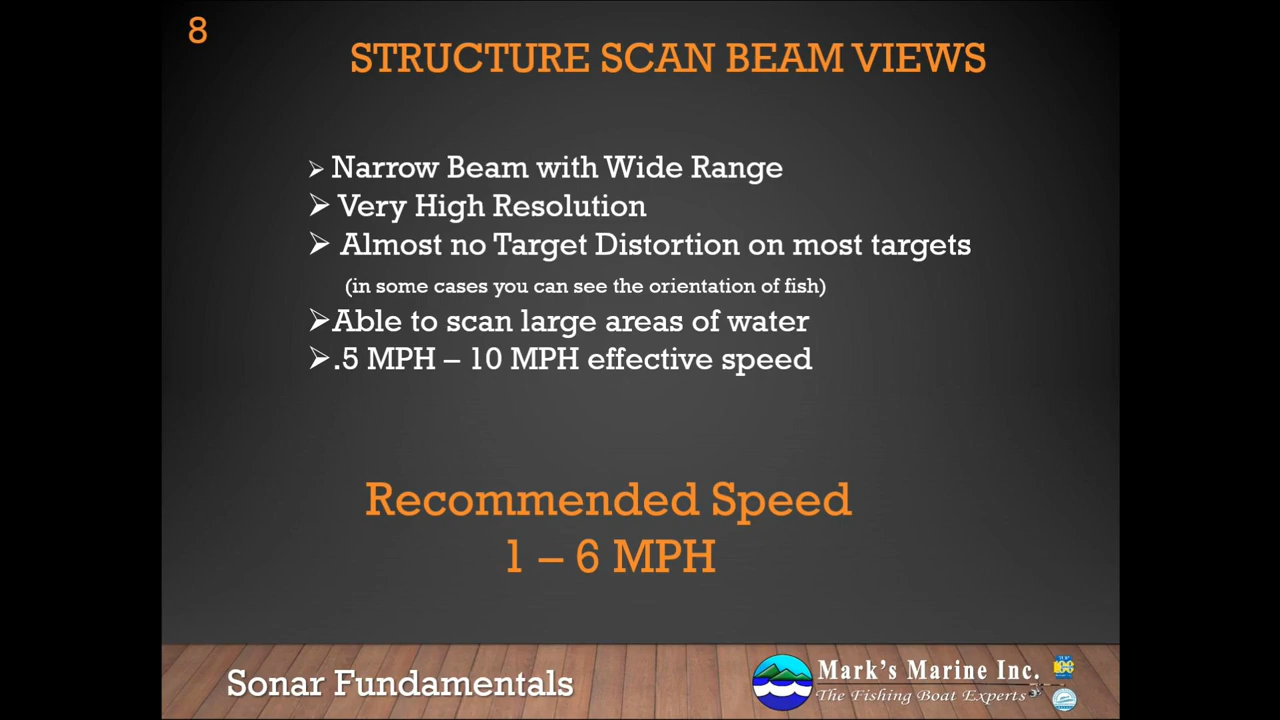 8
STRUCTURE SCAN BEAM VIEWS
➢ Narrow Beam with Wide Range
➢ Very High Resolution
➢ Almost no Target Distortion on most targets
(in some cases you can see the orientation of fish)
➢Able to scan large areas of water
➢.5 MPH – 10 MPH effective speed
Recommended Speed
1 – 6 MPH
Sonar Fundamentals
Mark's Marine Inc.
The Fishing Boat Experts